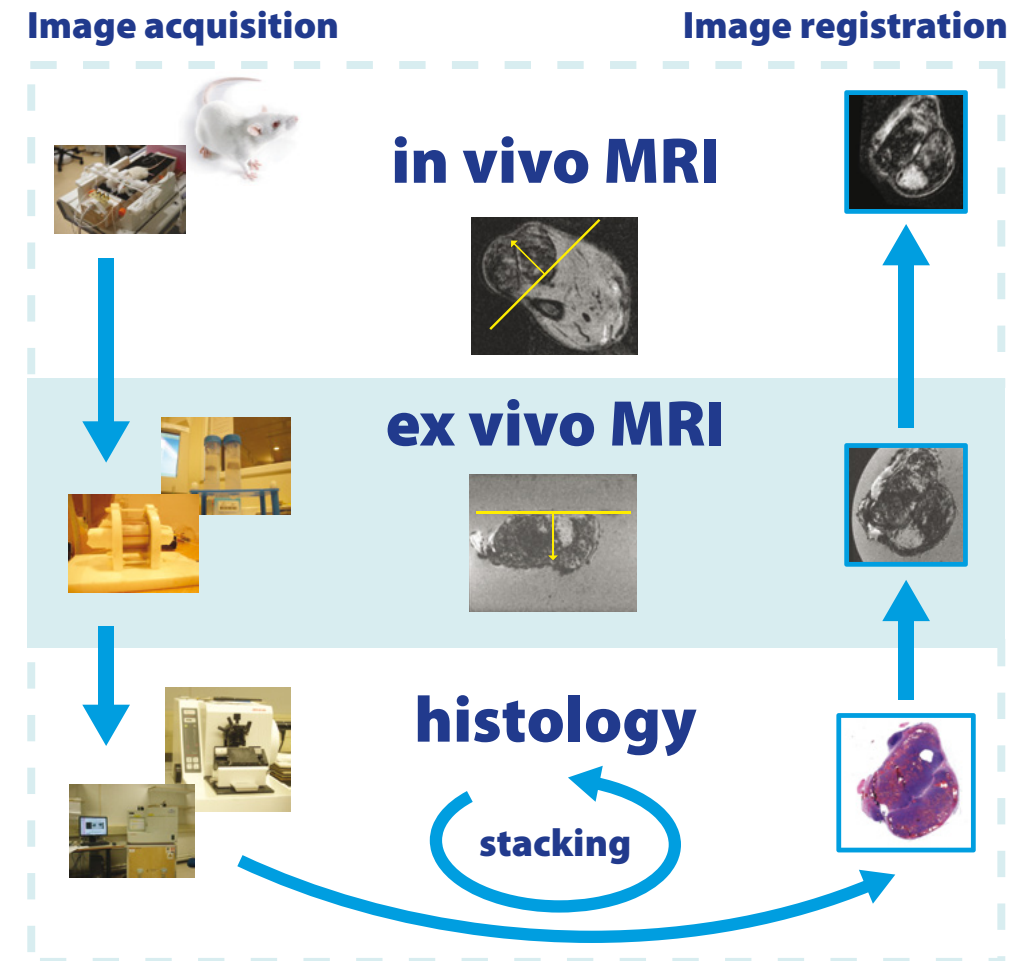 Image acquisition
Image registration
in vivo MRI
ex vivo MRI
histology
stacking